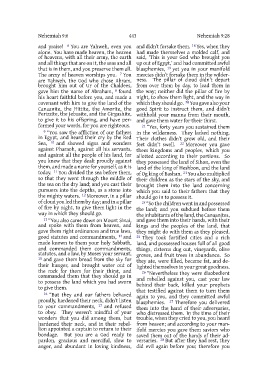 Nehemiah 9:6
443
Nehemiah 9:28
and praise! 6 You are Yahweh, even you
alone. You have made heaven, the heaven
of heavens, with all their army, the earth
and all things that are on it, the seas and all
that is in them, and you preserve them all.
The army of heaven worships you. 7 You
are Yahweh, the God who chose Abram,
brought him out of Ur of the Chaldees,
gave him the name of Abraham, 8 found
his heart faithful before you, and made a
covenant with him to give the land of the
Canaanite, the Hittite, the Amorite, the
Perizzite, the Jebusite, and the Girgashite,
to give it to his offspring, and have per-
formed your words, for you are righteous.
9 “You saw the affliction of our fathers
in Egypt, and heard their cry by the Red
Sea, 10 and showed signs and wonders
against Pharaoh, against all his servants,
and against all the people of his land, for
you knew that they dealt proudly against
them, and made a name for yourself, as it is
today. 11 You divided the sea before them,
so that they went through the middle of
the sea on the dry land; and you cast their
pursuers into the depths, as a stone into
the mighty waters. 12 Moreover, in a pillar
of cloud you led them by day; and in a pillar
of fire by night, to give them light in the
way in which they should go.
13 “You also came down on Mount Sinai,
and spoke with them from heaven, and
gave them right ordinances and true laws,
good statutes and commandments, 14 and
made known to them your holy Sabbath,
and commanded them commandments,
statutes, and a law, by Moses your servant,
15 and gave them bread from the sky for
their hunger, and brought water out of
the rock for them for their thirst, and
commanded them that they should go in
to possess the land which you had sworn
to give them.
16 “But they and our fathers behaved
proudly, hardened their neck, didn’t listen
to your commandments, 17 and refused
to obey. They weren’t mindful of your
wonders that you did among them, but
hardened their neck, and in their rebel-
lion appointed a captain to return to their
bondage. But you are a God ready to
pardon, gracious and merciful, slow to
anger, and abundant in loving kindness,
and didn’t forsake them. 18 Yes, when they
had made themselves a molded calf, and
said, ‘This is your God who brought you
up out of Egypt,’ and had committed awful
blasphemies, 19 yet you in your manifold
mercies didn’t forsake them in the wilder-
ness. The pillar of cloud didn’t depart
from over them by day, to lead them in
the way; neither did the pillar of fire by
night, to show them light, and the way in
which they should go. 20 You gave also your
good Spirit to instruct them, and didn’t
withhold your manna from their mouth,
and gave them water for their thirst.
21 “Yes, forty years you sustained them
in the wilderness. They lacked nothing.
Their clothes didn’t grow old, and their
feet didn’t swell. 22 Moreover you gave
them kingdoms and peoples, which you
allotted according to their portions. So
they possessed the land of Sihon, even the
land of the king of Heshbon, and the land
of Og king of Bashan. 23 You also multiplied
their children as the stars of the sky, and
brought them into the land concerning
which you said to their fathers that they
should go in to possess it.
24 “So the children went in and possessed
the land; and you subdued before them
the inhabitants of the land, the Canaanites,
and gave them into their hands, with their
kings and the peoples of the land, that
they might do with them as they pleased.
25 They took fortified cities and a rich
land, and possessed houses full of all good
things, cisterns dug out, vineyards, olive
groves, and fruit trees in abundance. So
they ate, were filled, became fat, and de-
lighted themselves in your great goodness.
26 “Nevertheless they were disobedient
and rebelled against you, cast your law
behind their back, killed your prophets
that testified against them to turn them
again to you, and they committed awful
blasphemies. 27 Therefore you delivered
them into the hand of their adversaries,
who distressed them. In the time of their
trouble, when they cried to you, you heard
from heaven; and according to your man-
ifold mercies you gave them saviors who
saved them out of the hands of their ad-
versaries. 28 But after they had rest, they
did evil again before you; therefore you